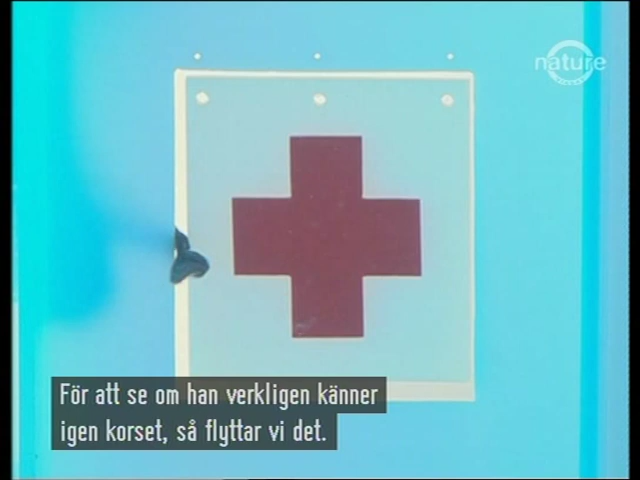 nature
För att se om han verkligen känner
igen korset, så flyttar vi det.